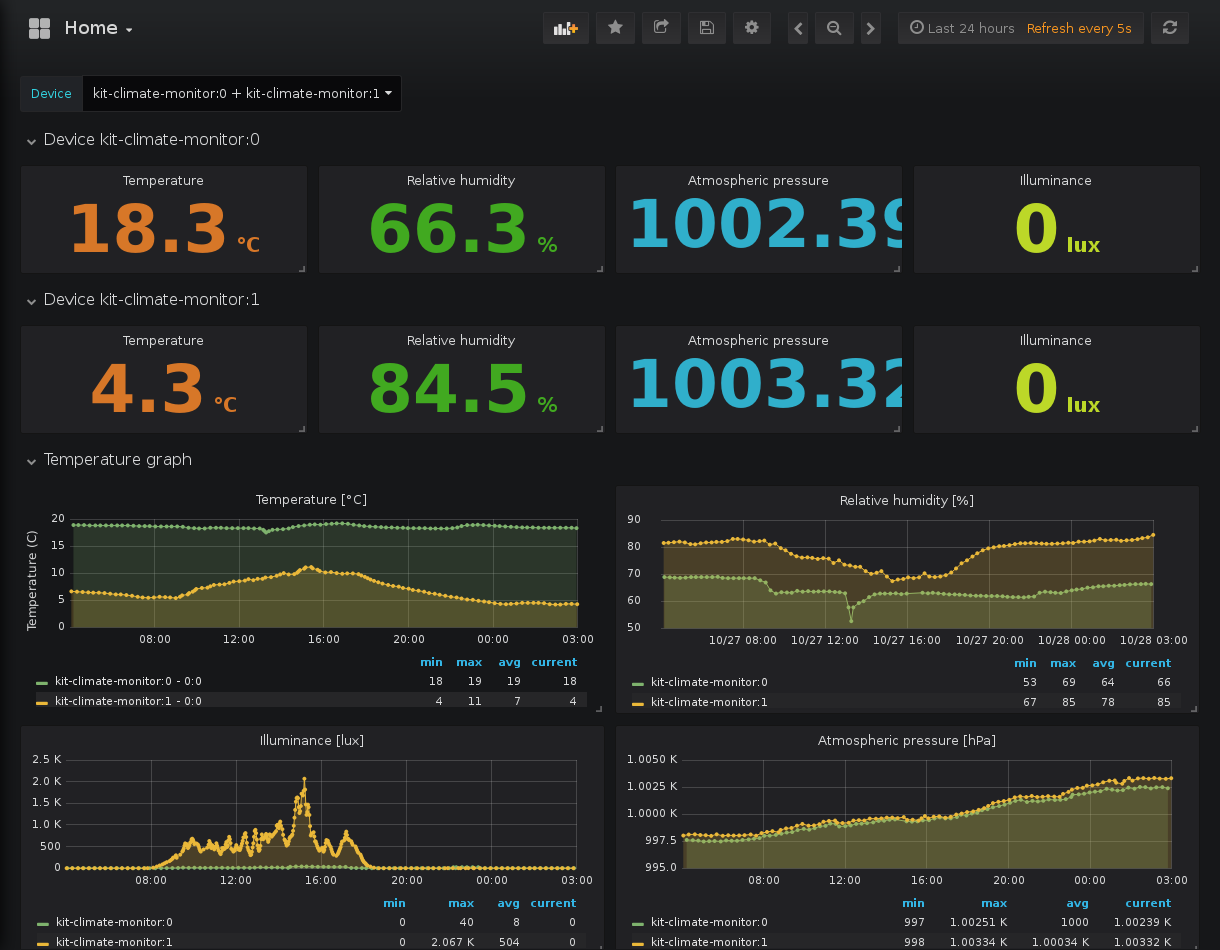 Home
Last 24 hours Refresh every 5s
Device kit-climate-monitor:0 + kit-climate-monitor:1
Device kit-climate-monitor:0
Temperature Relative humidity Atmospheric pressure Illuminance
18.3 °C 66.3 % 1002.39 0 lux
Device kit-climate-monitor:1
Temperature Relative humidity Atmospheric pressure Illuminance
4.3 °C 84.5 % 1003.32 0 lux
Temperature graph
Temperature [°C]
Temperature (C)
20
15
10
5
0
08:00 12:00 16:00 20:00 00:00 03:00
min max avg current
kit-climate-monitor:0 - 0:0 18 19 19 18
kit-climate-monitor:1 - 0:0 4 11 7 4
Relative humidity [%]
90
80
70
60
50
10/27 08:00 10/27 12:00 10/27 16:00 10/27 20:00 10/28 00:00 10/28 03:00
min max avg current
kit-climate-monitor:0 53 69 64 66
kit-climate-monitor:1 67 85 78 85
Illuminance [lux]
2.5 K
2.0 K
1.5 K
1.0 K
500
0
08:00 12:00 16:00 20:00 00:00 03:00
min max avg current
kit-climate-monitor:0 0 40 8 0
kit-climate-monitor:1 0 2.067 K 504 0
Atmospheric pressure [hPa]
1.0050 K
1.0025 K
1.0000 K
997.5
995.0
08:00 12:00 16:00 20:00 00:00 03:00
min max avg current
kit-climate-monitor:0 997 1.00251 K 1000 1.00239 K
kit-climate-monitor:1 998 1.00334 K 1.00034 K 1.00332 K